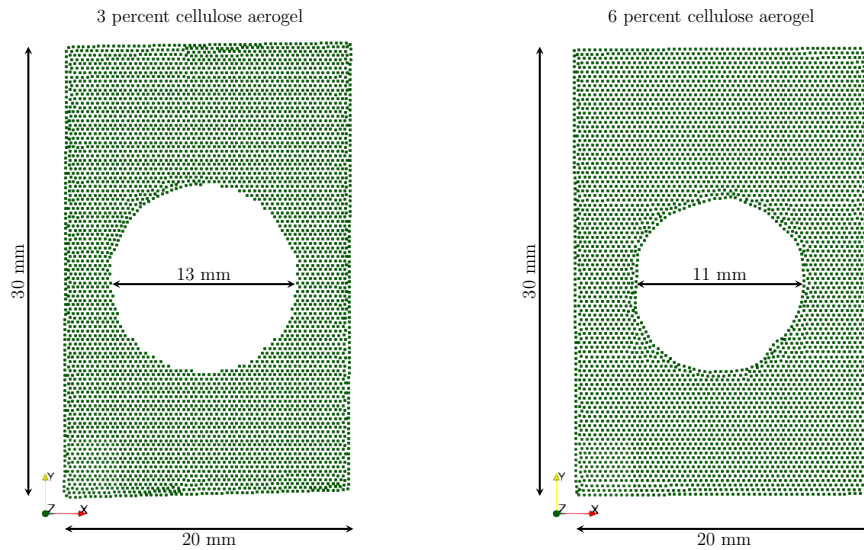 3 percent cellulose aerogel
6 percent cellulose aerogel
30 mm
13 mm
30 mm
11 mm
Y
Z
X
Y
Z
X
20 mm
20 mm